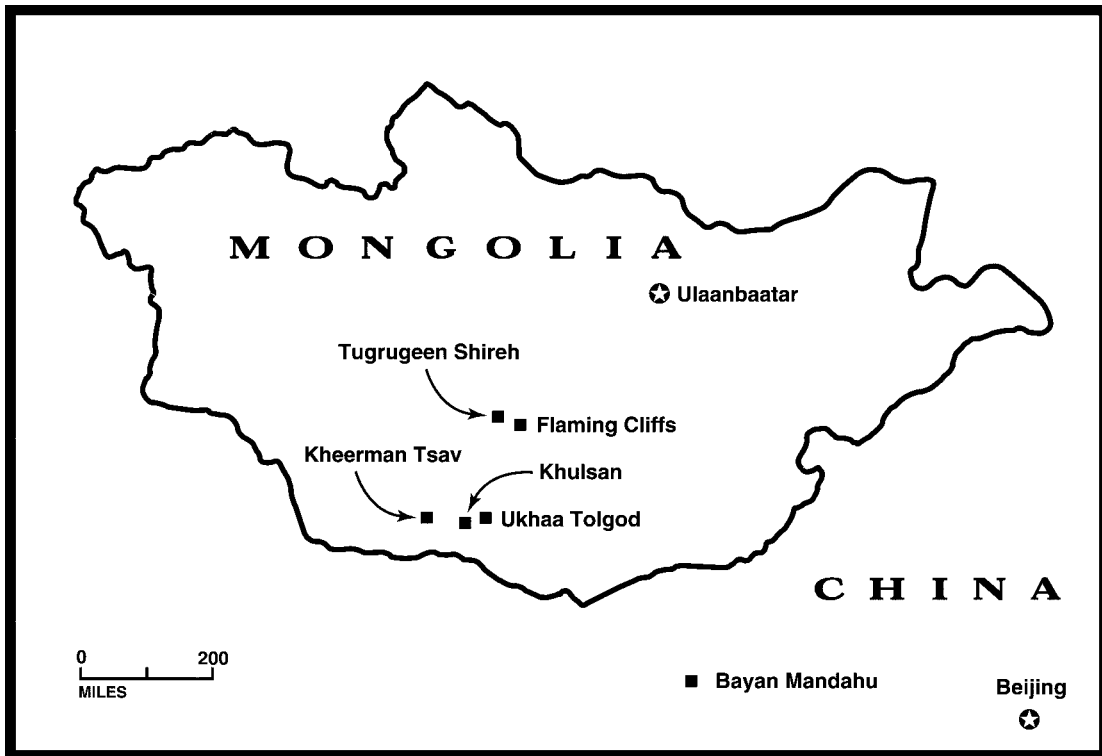 MONGOLIA
Ulaanbaatar
Tugrugeen Shireh
Flaming Cliffs
Kheerman Tsav
Khulsan
Ukhaa Tolgod
CHINA
0 200
MILES
Bayan Mandahu
Beijing